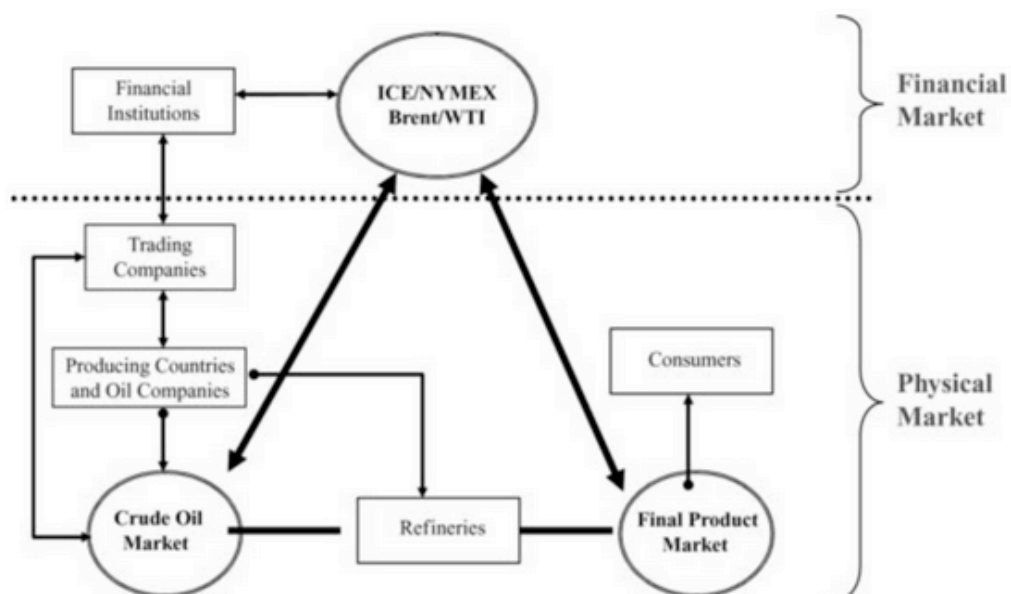 Financial
Institutions
ICE/NYMEX
Brent/WTI
Financial
Market
Trading
Companies
Producing Countries
and Oil Companies
Consumers
Physical
Market
Crude Oil
Market
Refineries
Final Product
Market